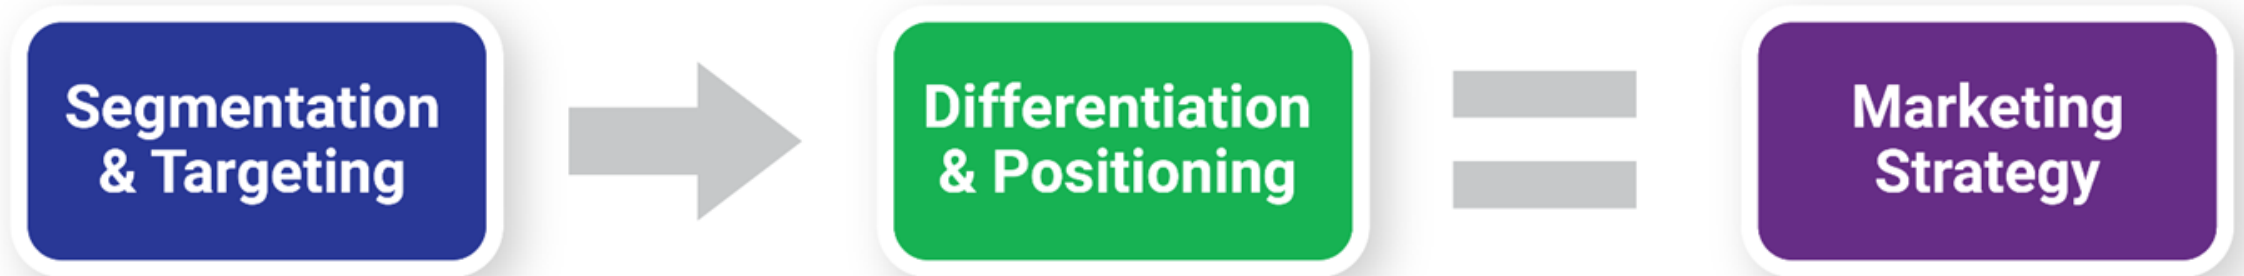 Segmentation
& Targeting
Differentiation
& Positioning
Marketing
Strategy